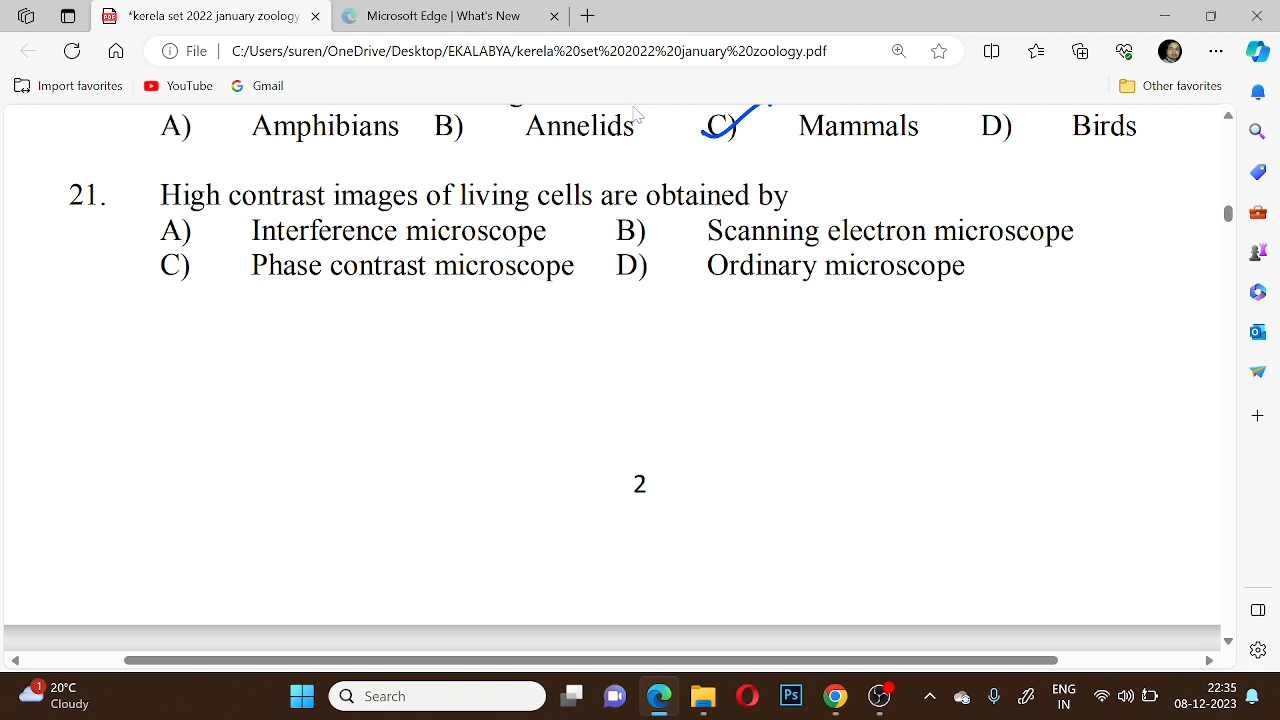 *kerela set 2022 january zoology
Microsoft Edge | What's New
File
C:/Users/suren/OneDrive/Desktop/EKALABYA/kerela%20set%202022%20january%20zoology.pdf
Import favorites
YouTube
Gmail
Other favorites
A) Amphibians B) Annelids C) Mammals D) Birds
21. High contrast images of living cells are obtained by
A) Interference microscope B) Scanning electron microscope
C) Phase contrast microscope D) Ordinary microscope
2
1
20°C
Cloudy
Search
Ps
ENG
IN
22:35
08-12-2023